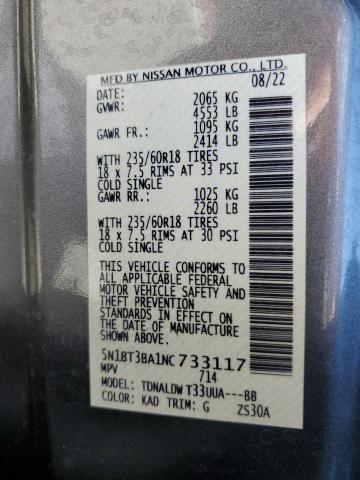 MFD BY NISSAN MOTOR CO., LTD.
DATE: 08/22
GVWR: 2065 KG
4553 LB
GAWR FR.: 1095 KG
2414 LB
WITH 235/60R18 TIRES
18 x 7.5 RIMS AT 33 PSI
COLD SINGLE
GAWR RR.: 1025 KG
2260 LB
WITH 235/60R18 TIRES
18 x 7.5 RIMS AT 30 PSI
COLD SINGLE
THIS VEHICLE CONFORMS TO
ALL APPLICABLE FEDERAL
MOTOR VEHICLE SAFETY
STANDARDS IN EFFECT ON
THE DATE OF MANUFACTURE
SHOWN ABOVE.
5N1BT3BA1NC733117
MPV 714
MODEL: TDNALDW T33UUA---BB
COLOR: KAD TRIM: G ZS30A